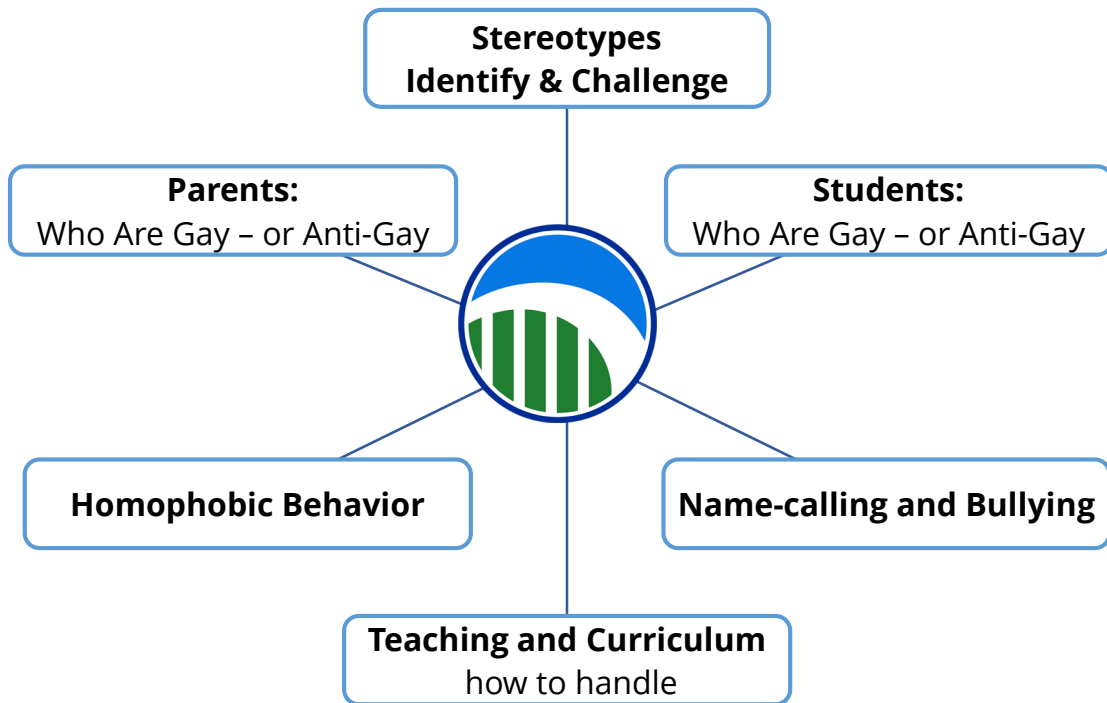 Stereotypes
Identify & Challenge
Parents:
Who Are Gay – or Anti-Gay
Students:
Who Are Gay – or Anti-Gay
Homophobic Behavior
Name-calling and Bullying
Teaching and Curriculum
how to handle